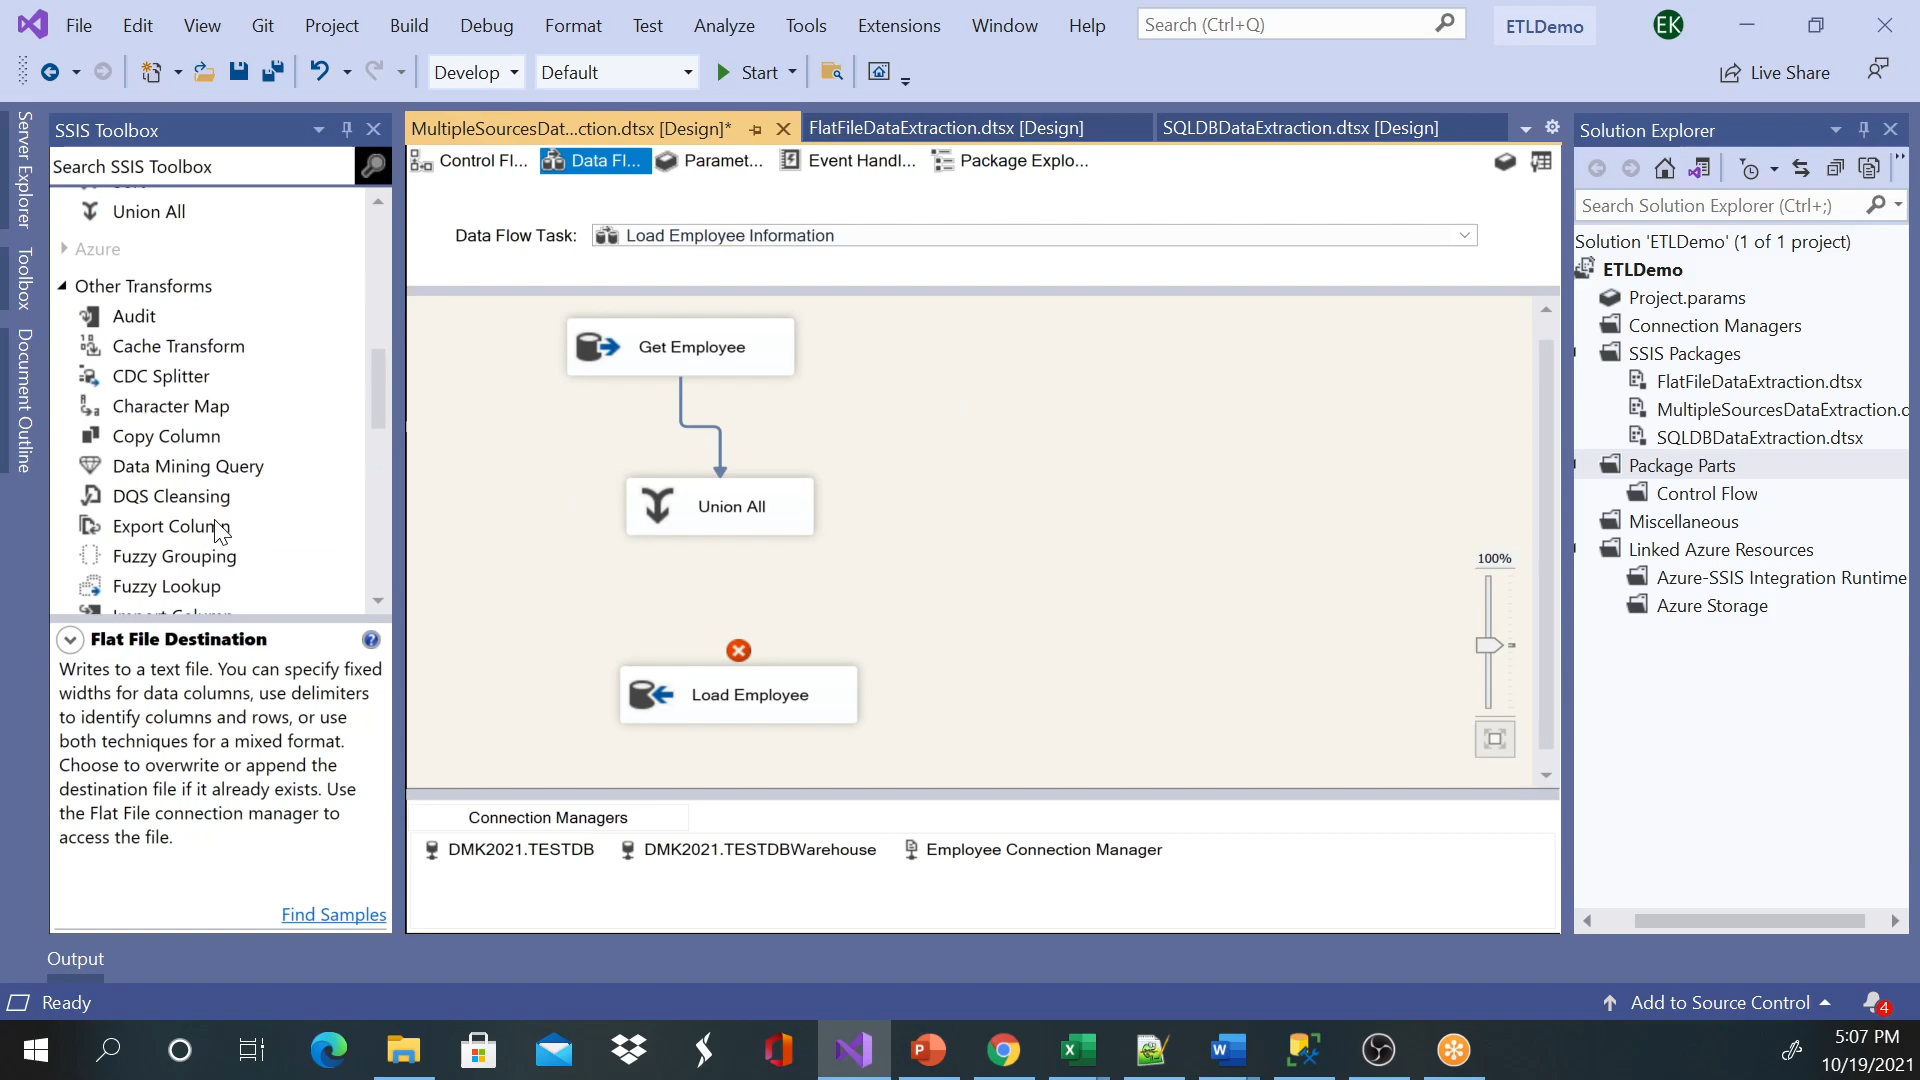 File Edit View Git Project Build Debug Format Test Analyze Tools Extensions Window Help Search (Ctrl+Q) ETLDemo EK
Develop Default Start Live Share
SSIS Toolbox
Search SSIS Toolbox
Union All
Azure
Other Transforms
Audit
Cache Transform
CDC Splitter
Character Map
Copy Column
Data Mining Query
DQS Cleansing
Export Column
Fuzzy Grouping
Fuzzy Lookup
Import Column
Flat File Destination
Writes to a text file. You can specify fixed
widths for data columns, use delimiters
to identify columns and rows, or use
both techniques for a mixed format.
Choose to overwrite or append the
destination file if it already exists. Use
the Flat File connection manager to
access the file.
Find Samples
Server Explorer
Toolbox
Document Outline
MultipleSourcesDat...ction.dtsx [Design]* FlatFileDataExtraction.dtsx [Design] SQLDBDataExtraction.dtsx [Design]
Control Fl... Data Fl... Paramet... Event Handl... Package Explo...
Data Flow Task: Load Employee Information
Get Employee
Union All
Load Employee
100%
Connection Managers
DMK2021.TESTDB DMK2021.TESTDBWarehouse Employee Connection Manager
Solution Explorer
Search Solution Explorer (Ctrl+;)
Solution 'ETLDemo' (1 of 1 project)
ETLDemo
Project.params
Connection Managers
SSIS Packages
FlatFileDataExtraction.dtsx
MultipleSourcesDataExtraction.d
SQLDBDataExtraction.dtsx
Package Parts
Control Flow
Miscellaneous
Linked Azure Resources
Azure-SSIS Integration Runtime
Azure Storage
Output
Ready Add to Source Control 4
5:07 PM
10/19/2021